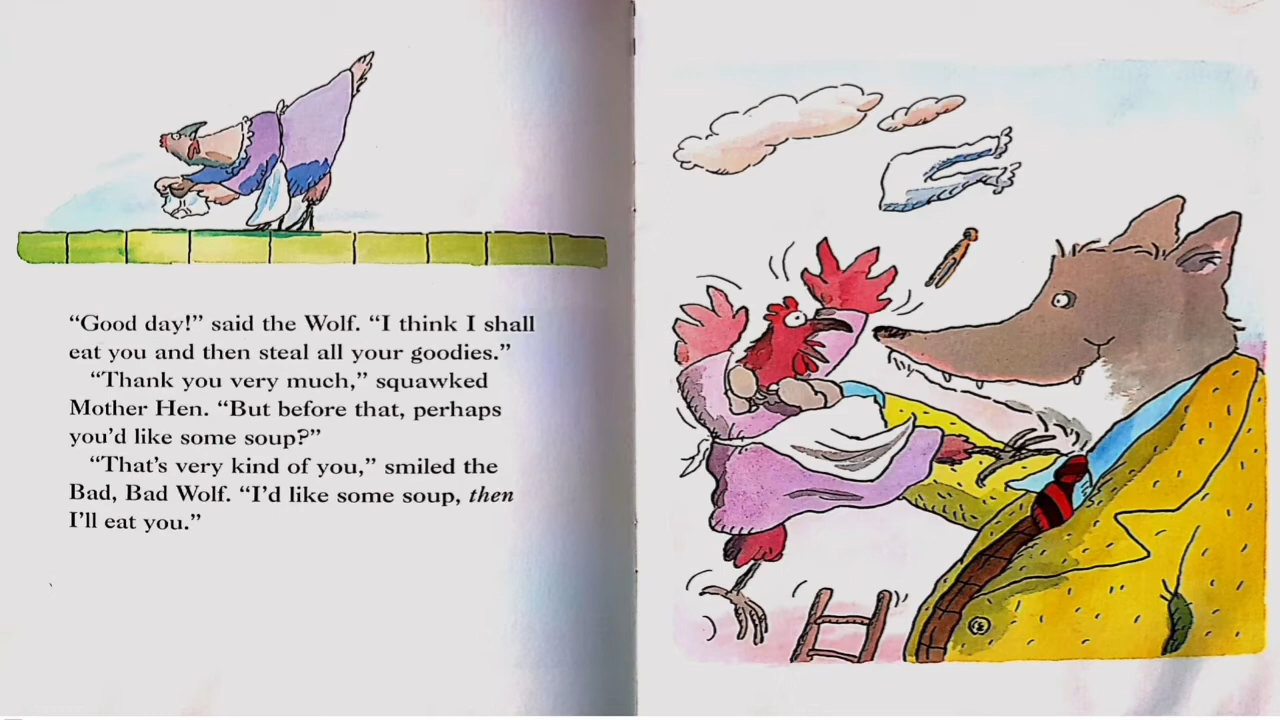 “Good day!” said the Wolf. “I think I shall
eat you and then steal all your goodies.”
“Thank you very much,” squawked
Mother Hen. “But before that, perhaps
you’d like some soup?”
“That’s very kind of you,” smiled the
Bad, Bad Wolf. “I’d like some soup, then
I’ll eat you.”